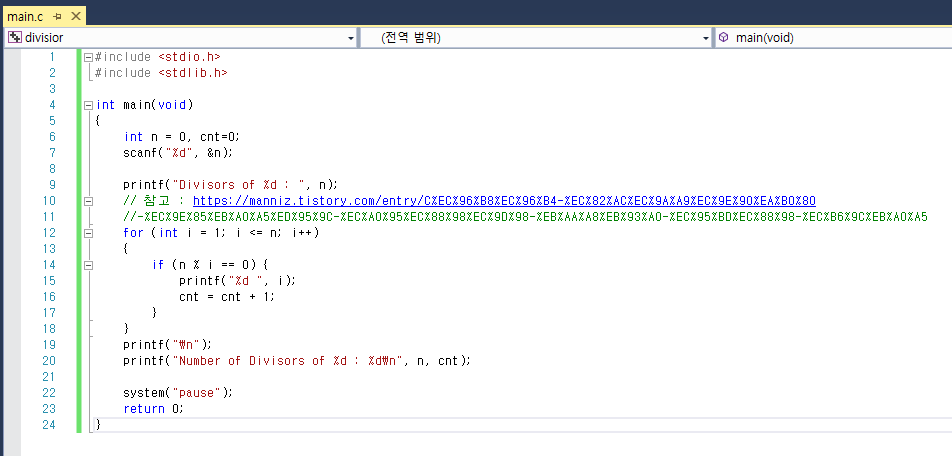 main.c
divisior (전역 범위) main(void)
1 #include <stdio.h>
2 #include <stdlib.h>
3
4 int main(void)
5 {
6 int n = 0, cnt=0;
7 scanf("%d", &n);
8
9 printf("Divisors of %d : ", n);
10 // 참고 : https://manniz.tistory.com/entry/C%EC%96%B8%EC%96%B4-%EC%82%AC%EC%9A%A9%EC%9E%90%EA%B0%80
11 //-%EC%9E%85%EB%A0%A5%ED%95%9C-%EC%A0%95%EC%88%98%EC%9D%98-%EB%AA%A8%EB%93%A0-%EC%95%BD%EC%88%98-%EC%B6%9C%EB%A0%A5
12 for (int i = 1; i <= n; i++)
13 {
14 if (n % i == 0) {
15 printf("%d ", i);
16 cnt = cnt + 1;
17 }
18 }
19 printf("₩n");
20 printf("Number of Divisors of %d : %d₩n", n, cnt);
21
22 system("pause");
23 return 0;
24 }